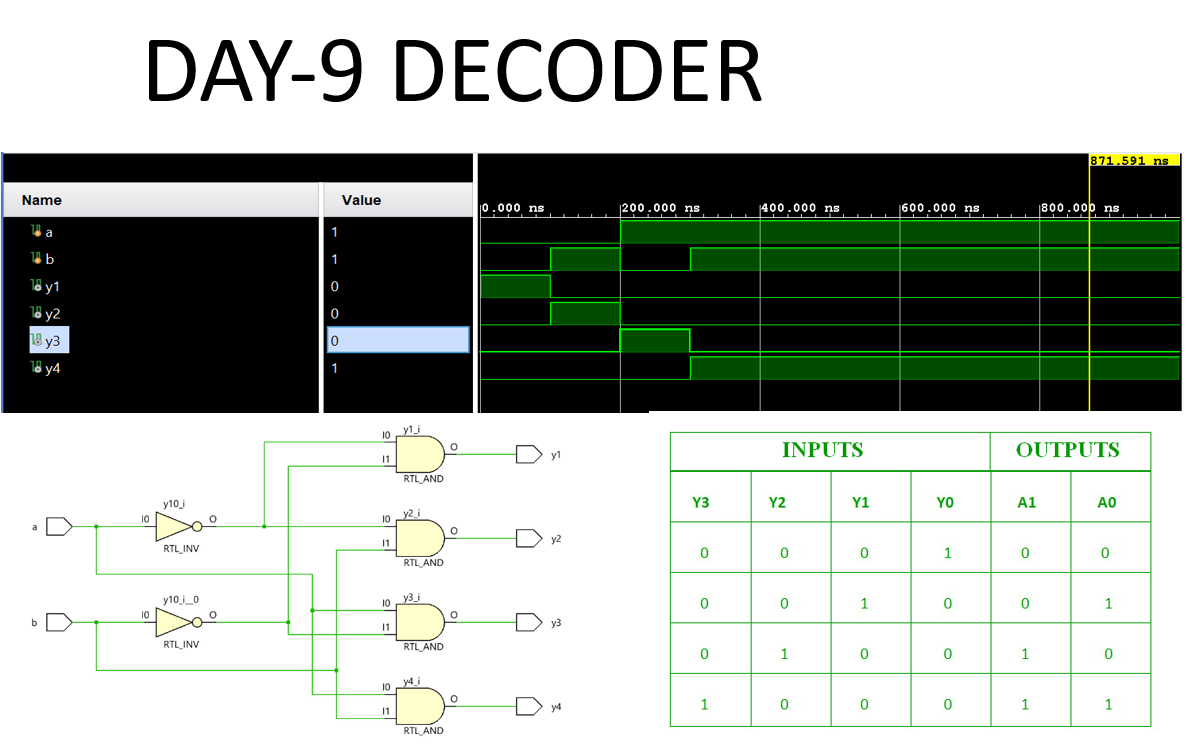 DAY-9 DECODER
871.591 ns
Name Value
0.000 ns 200.000 ns 400.000 ns 600.000 ns 800.000 ns
a 1
b 1
y1 0
y2 0
y3 0
y4 1
y1_i
I0 O
I1 y1
RTL_AND
y10_i
I0 O
RTL_INV
a
y2_i
I0 O
I1 y2
RTL_AND
y10_i__0
I0 O
RTL_INV
b
y3_i
I0 O
I1 y3
RTL_AND
y4_i
I0 O
I1 y4
RTL_AND
INPUTS OUTPUTS
Y3 Y2 Y1 Y0 A1 A0
0 0 0 1 0 0
0 0 1 0 0 1
0 1 0 0 1 0
1 0 0 0 1 1